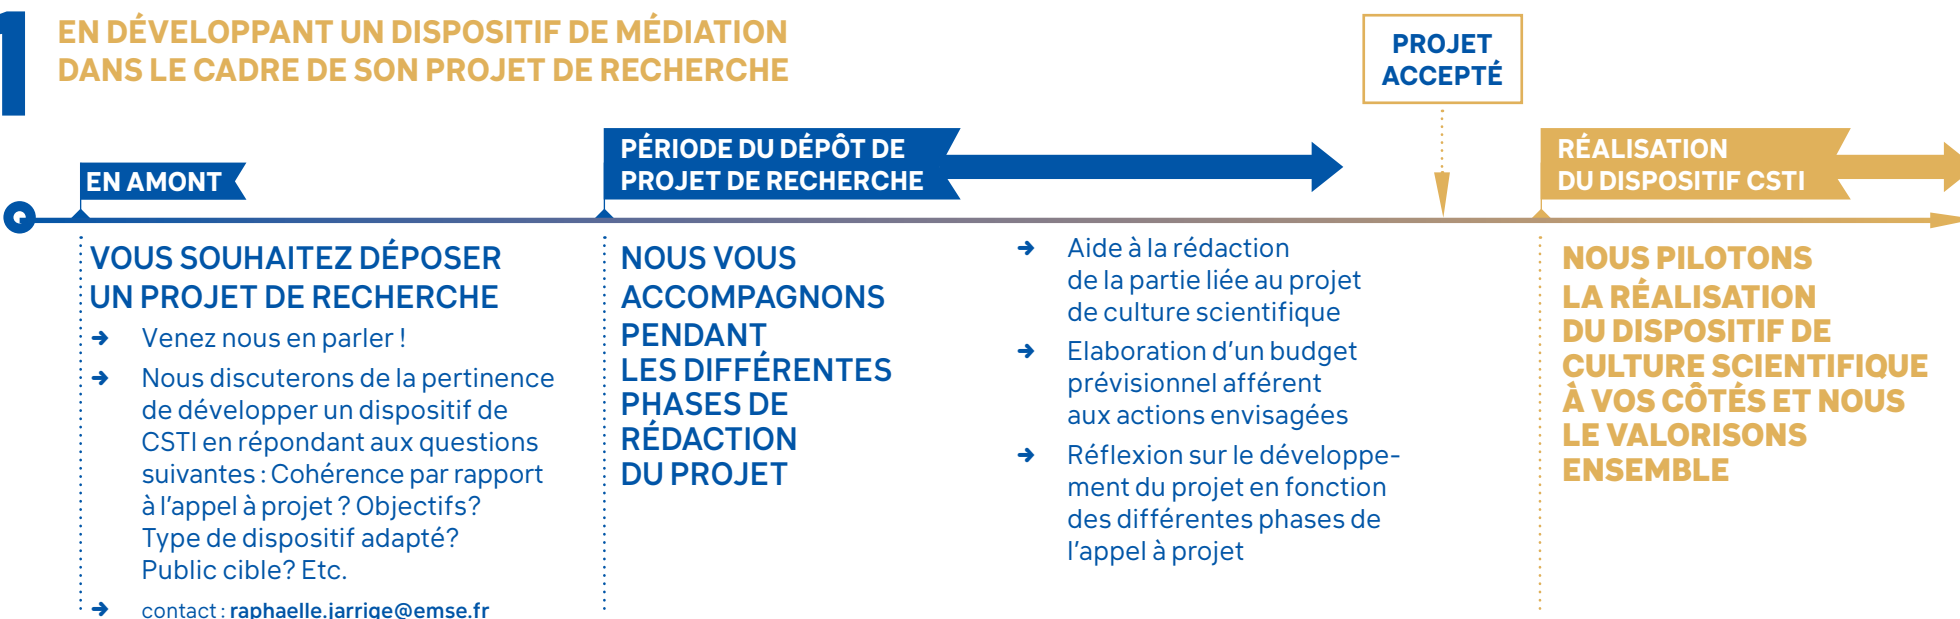 1
EN DÉVELOPPANT UN DISPOSITIF DE MÉDIATION
DANS LE CADRE DE SON PROJET DE RECHERCHE
PROJET
ACCEPTÉ
EN AMONT
PÉRIODE DU DÉPÔT DE
PROJET DE RECHERCHE
RÉALISATION
DU DISPOSITIF CSTI
VOUS SOUHAITEZ DÉPOSER
UN PROJET DE RECHERCHE
→ Venez nous en parler !
→ Nous discuterons de la pertinence
de développer un dispositif de
CSTI en répondant aux questions
suivantes : Cohérence par rapport
à l’appel à projet ? Objectifs?
Type de dispositif adapté?
Public cible? Etc.
→ contact : raphaelle.jarrige@emse.fr
NOUS VOUS
ACCOMPAGNONS
PENDANT
LES DIFFÉRENTES
PHASES DE
RÉDACTION
DU PROJET
→ Aide à la rédaction
de la partie liée au projet
de culture scientifique
→ Elaboration d’un budget
prévisionnel afférent
aux actions envisagées
→ Réflexion sur le développe-
ment du projet en fonction
des différentes phases de
l’appel à projet
NOUS PILOTONS
LA RÉALISATION
DU DISPOSITIF DE
CULTURE SCIENTIFIQUE
À VOS CÔTÉS ET NOUS
LE VALORISONS
ENSEMBLE